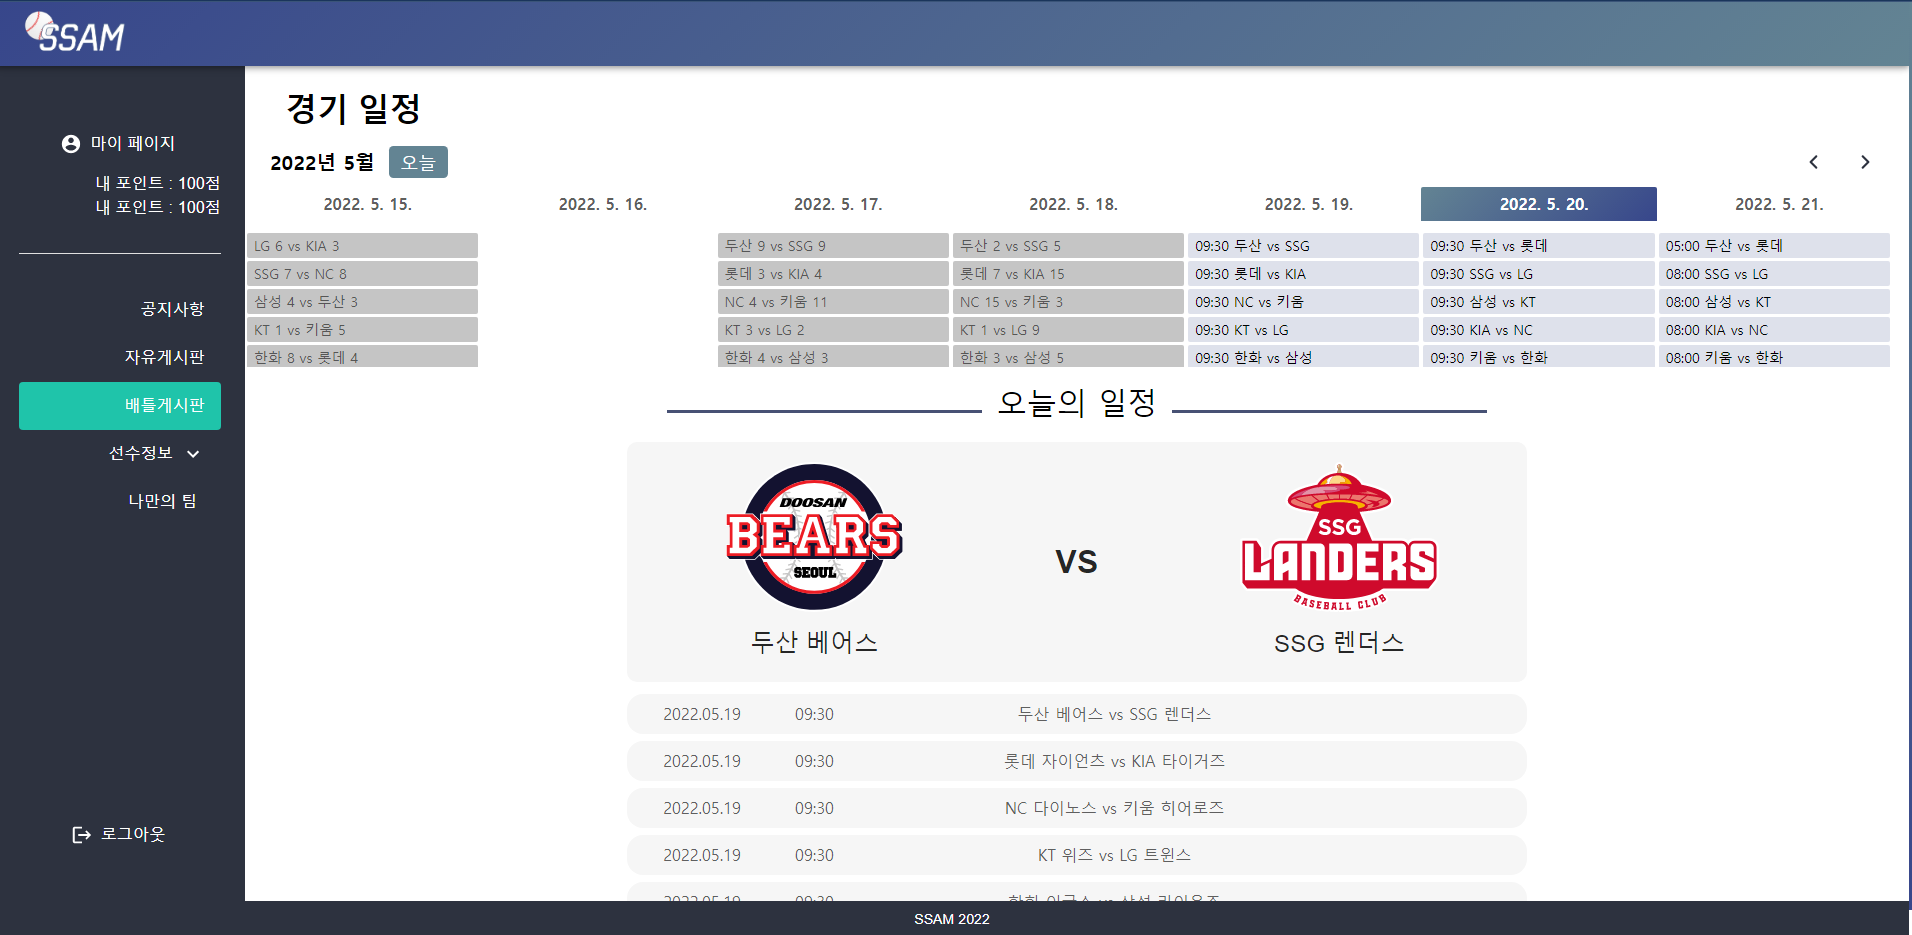 SSAM
마이 페이지
내 포인트 : 100점
내 포인트 : 100점
공지사항
자유게시판
배틀게시판
선수정보
나만의 팀
로그아웃
경기 일정
2022년 5월 오늘
2022. 5. 15. 2022. 5. 16. 2022. 5. 17. 2022. 5. 18. 2022. 5. 19. 2022. 5. 20. 2022. 5. 21.
LG 6 vs KIA 3 두산 9 vs SSG 9 두산 2 vs SSG 5 09:30 두산 vs SSG 09:30 두산 vs 롯데 05:00 두산 vs 롯데
SSG 7 vs NC 8 롯데 3 vs KIA 4 롯데 7 vs KIA 15 09:30 롯데 vs KIA 09:30 SSG vs LG 08:00 SSG vs LG
삼성 4 vs 두산 3 NC 4 vs 키움 11 NC 15 vs 키움 3 09:30 NC vs 키움 09:30 삼성 vs KT 08:00 삼성 vs KT
KT 1 vs 키움 5 KT 3 vs LG 2 KT 1 vs LG 9 09:30 KT vs LG 09:30 KIA vs NC 08:00 KIA vs NC
한화 8 vs 롯데 4 한화 4 vs 삼성 3 한화 3 vs 삼성 5 09:30 한화 vs 삼성 09:30 키움 vs 한화 08:00 키움 vs 한화
오늘의 일정
DOOSAN
BEARS
SEOUL
VS
SSG
LANDERS
BASEBALL CLUB
두산 베어스 SSG 렌더스
2022.05.19 09:30 두산 베어스 vs SSG 렌더스
2022.05.19 09:30 롯데 자이언츠 vs KIA 타이거즈
2022.05.19 09:30 NC 다이노스 vs 키움 히어로즈
2022.05.19 09:30 KT 위즈 vs LG 트윈스
2022.05.19 09:30 한화 이글스 vs 삼성 라이온즈
SSAM 2022